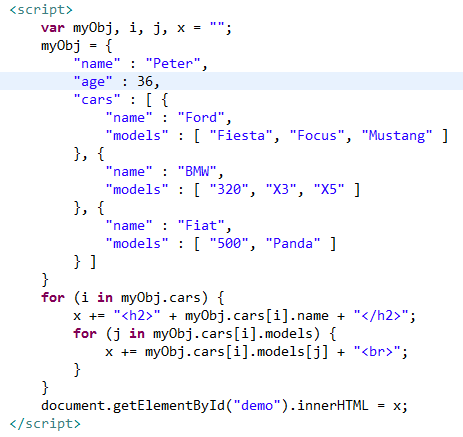 <script>
    var myObj, i, j, x = "";
    myObj = {
        "name" : "Peter",
        "age" : 36,
        "cars" : [ {
            "name" : "Ford",
            "models" : [ "Fiesta", "Focus", "Mustang" ]
        }, {
            "name" : "BMW",
            "models" : [ "320", "X3", "X5" ]
        }, {
            "name" : "Fiat",
            "models" : [ "500", "Panda" ]
        } ]
    }
    for (i in myObj.cars) {
        x += "<h2>" + myObj.cars[i].name + "</h2>";
        for (j in myObj.cars[i].models) {
            x += myObj.cars[i].models[j] + "<br>";
        }
    }
    document.getElementById("demo").innerHTML = x;
</script>